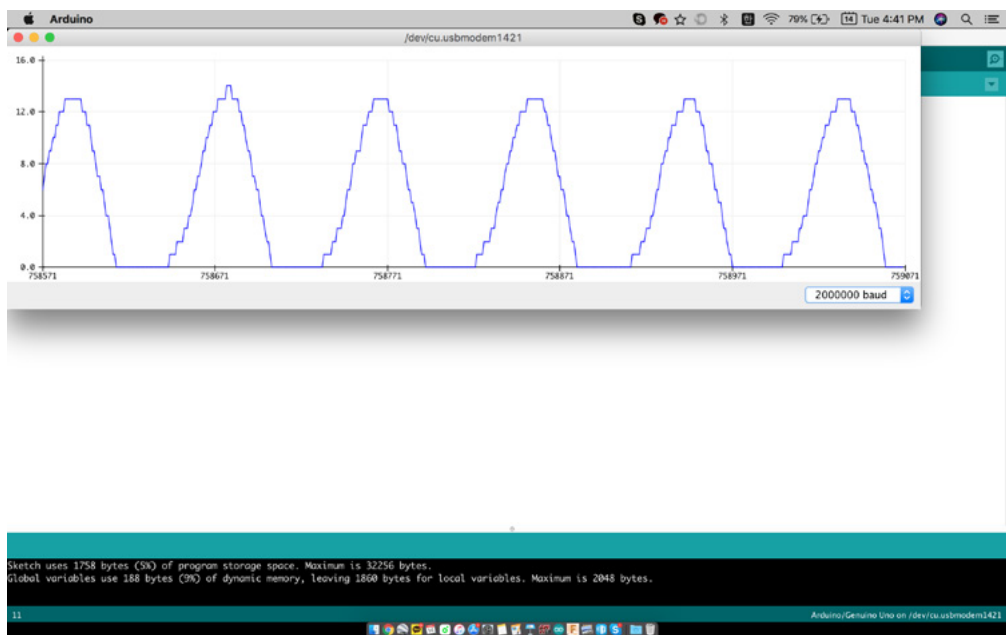 Arduino 79% 14 Tue 4:41 PM
/dev/cu.usbmodem1421
16.0
12.0
8.0
4.0
0.0
758571 758671 758771 758871 758971 759071
2000000 baud
Sketch uses 1758 bytes (5%) of program storage space. Maximum is 32256 bytes.
Global variables use 188 bytes (9%) of dynamic memory, leaving 1860 bytes for local variables. Maximum is 2048 bytes.
11 Arduino/Genuino Uno on /dev/cu.usbmodem1421